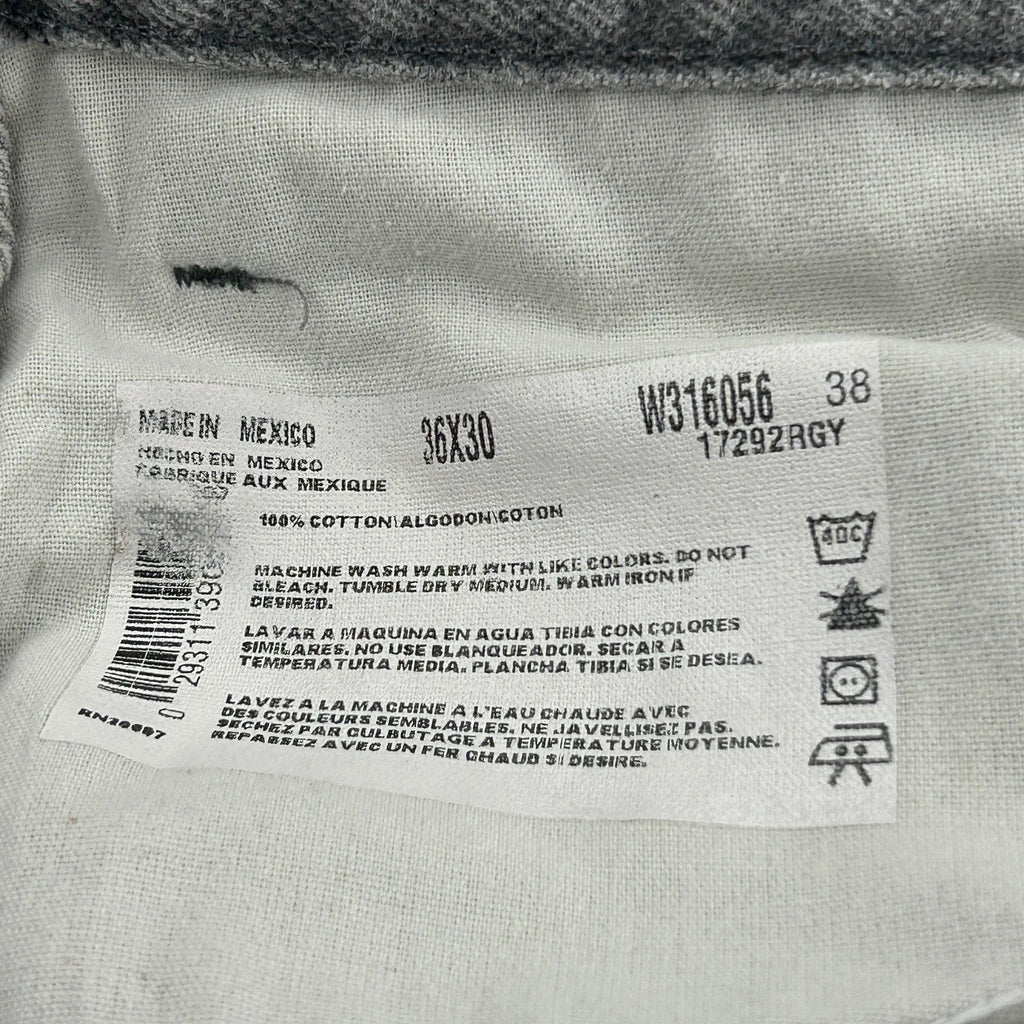 MADE IN MEXICO
36X30
W316056 38
17292RGY
HECHO EN MEXICO
FABRIQUE AUX MEXIQUE
100% COTTON\ALGODON\COTON
MACHINE WASH WARM WITH LIKE COLORS. DO NOT
BLEACH. TUMBLE DRY MEDIUM. WARM IRON IF
DESIRED.
LAVAR A MAQUINA EN AGUA TIBIA CON COLORES
SIMILARES. NO USE BLANQUEADOR. SECAR A
TEMPERATURA MEDIA. PLANCHA TIBIA SI SE DESEA.
LAVEZ A LA MACHINE A L'EAU CHAUDE AVEC
DES COULEURS SEMBLABLES. NE JAVELLISEZ PAS.
SECHEZ PAR CULBUTAGE A TEMPERATURE MOYENNE.
REPASSEZ AVEC UN FER CHAUD SI DESIRE.
40C
0 29311